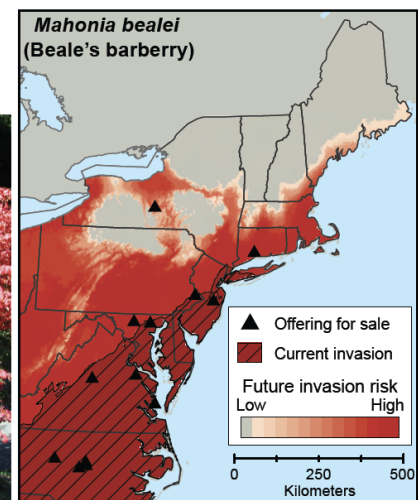 Mahonia bealei
(Beale's barberry)
Offering for sale
Current invasion
Future invasion risk
Low High
0 250 500
Kilometers